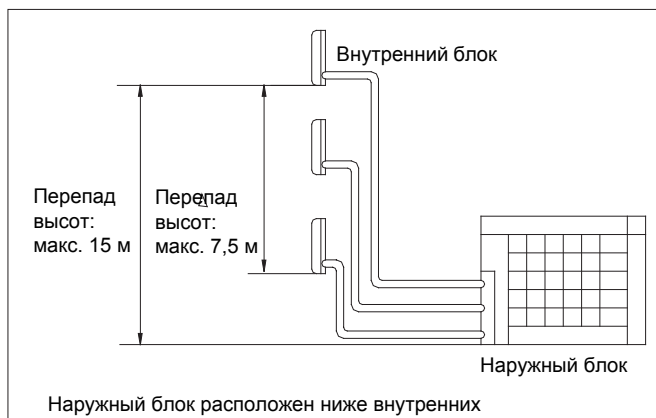 Внутренний блок
Перепад
высот:
макс. 15 м
Перепад
высот:
макс. 7,5 м
Наружный блок
Наружный блок расположен ниже внутренних